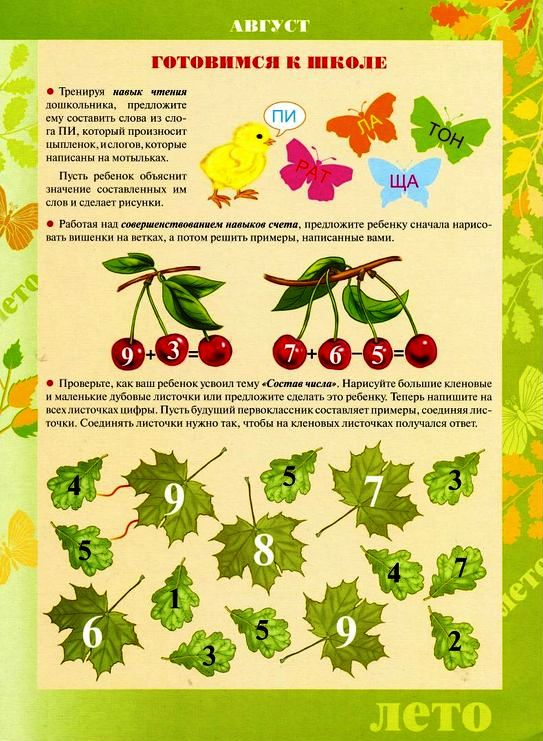 АВГУСТ
ГОТОВИМСЯ К ШКОЛЕ
● Тренируя навык чтения
дошкольника, предложите
ему составить слова из сло-
га ПИ, который произносит
цыпленок, и слогов, которые
написаны на мотыльках.
Пусть ребенок объяснит
значение составленных им
слов и сделает рисунки.
ПИ
РАТ
ЛА
ТОН
ЩА
● Работая над совершенствованием навыков счета, предложите ребенку сначала нарисо-
вать вишенки на ветках, а потом решить примеры, написанные вами.
9 + 3 =
7 + 6 - 5 =
● Проверьте, как ваш ребенок усвоил тему «Состав числа». Нарисуйте большие кленовые
и маленькие дубовые листочки или предложите сделать это ребенку. Теперь напишите на
всех листочках цифры. Пусть будущий первоклассник составляет примеры, соединяя лис-
точки. Соединять листочки нужно так, чтобы на кленовых листочках получался ответ.
4 9 5 7 3
5 8 4 7
6 1 3 5 9 2
лето
лето
лето